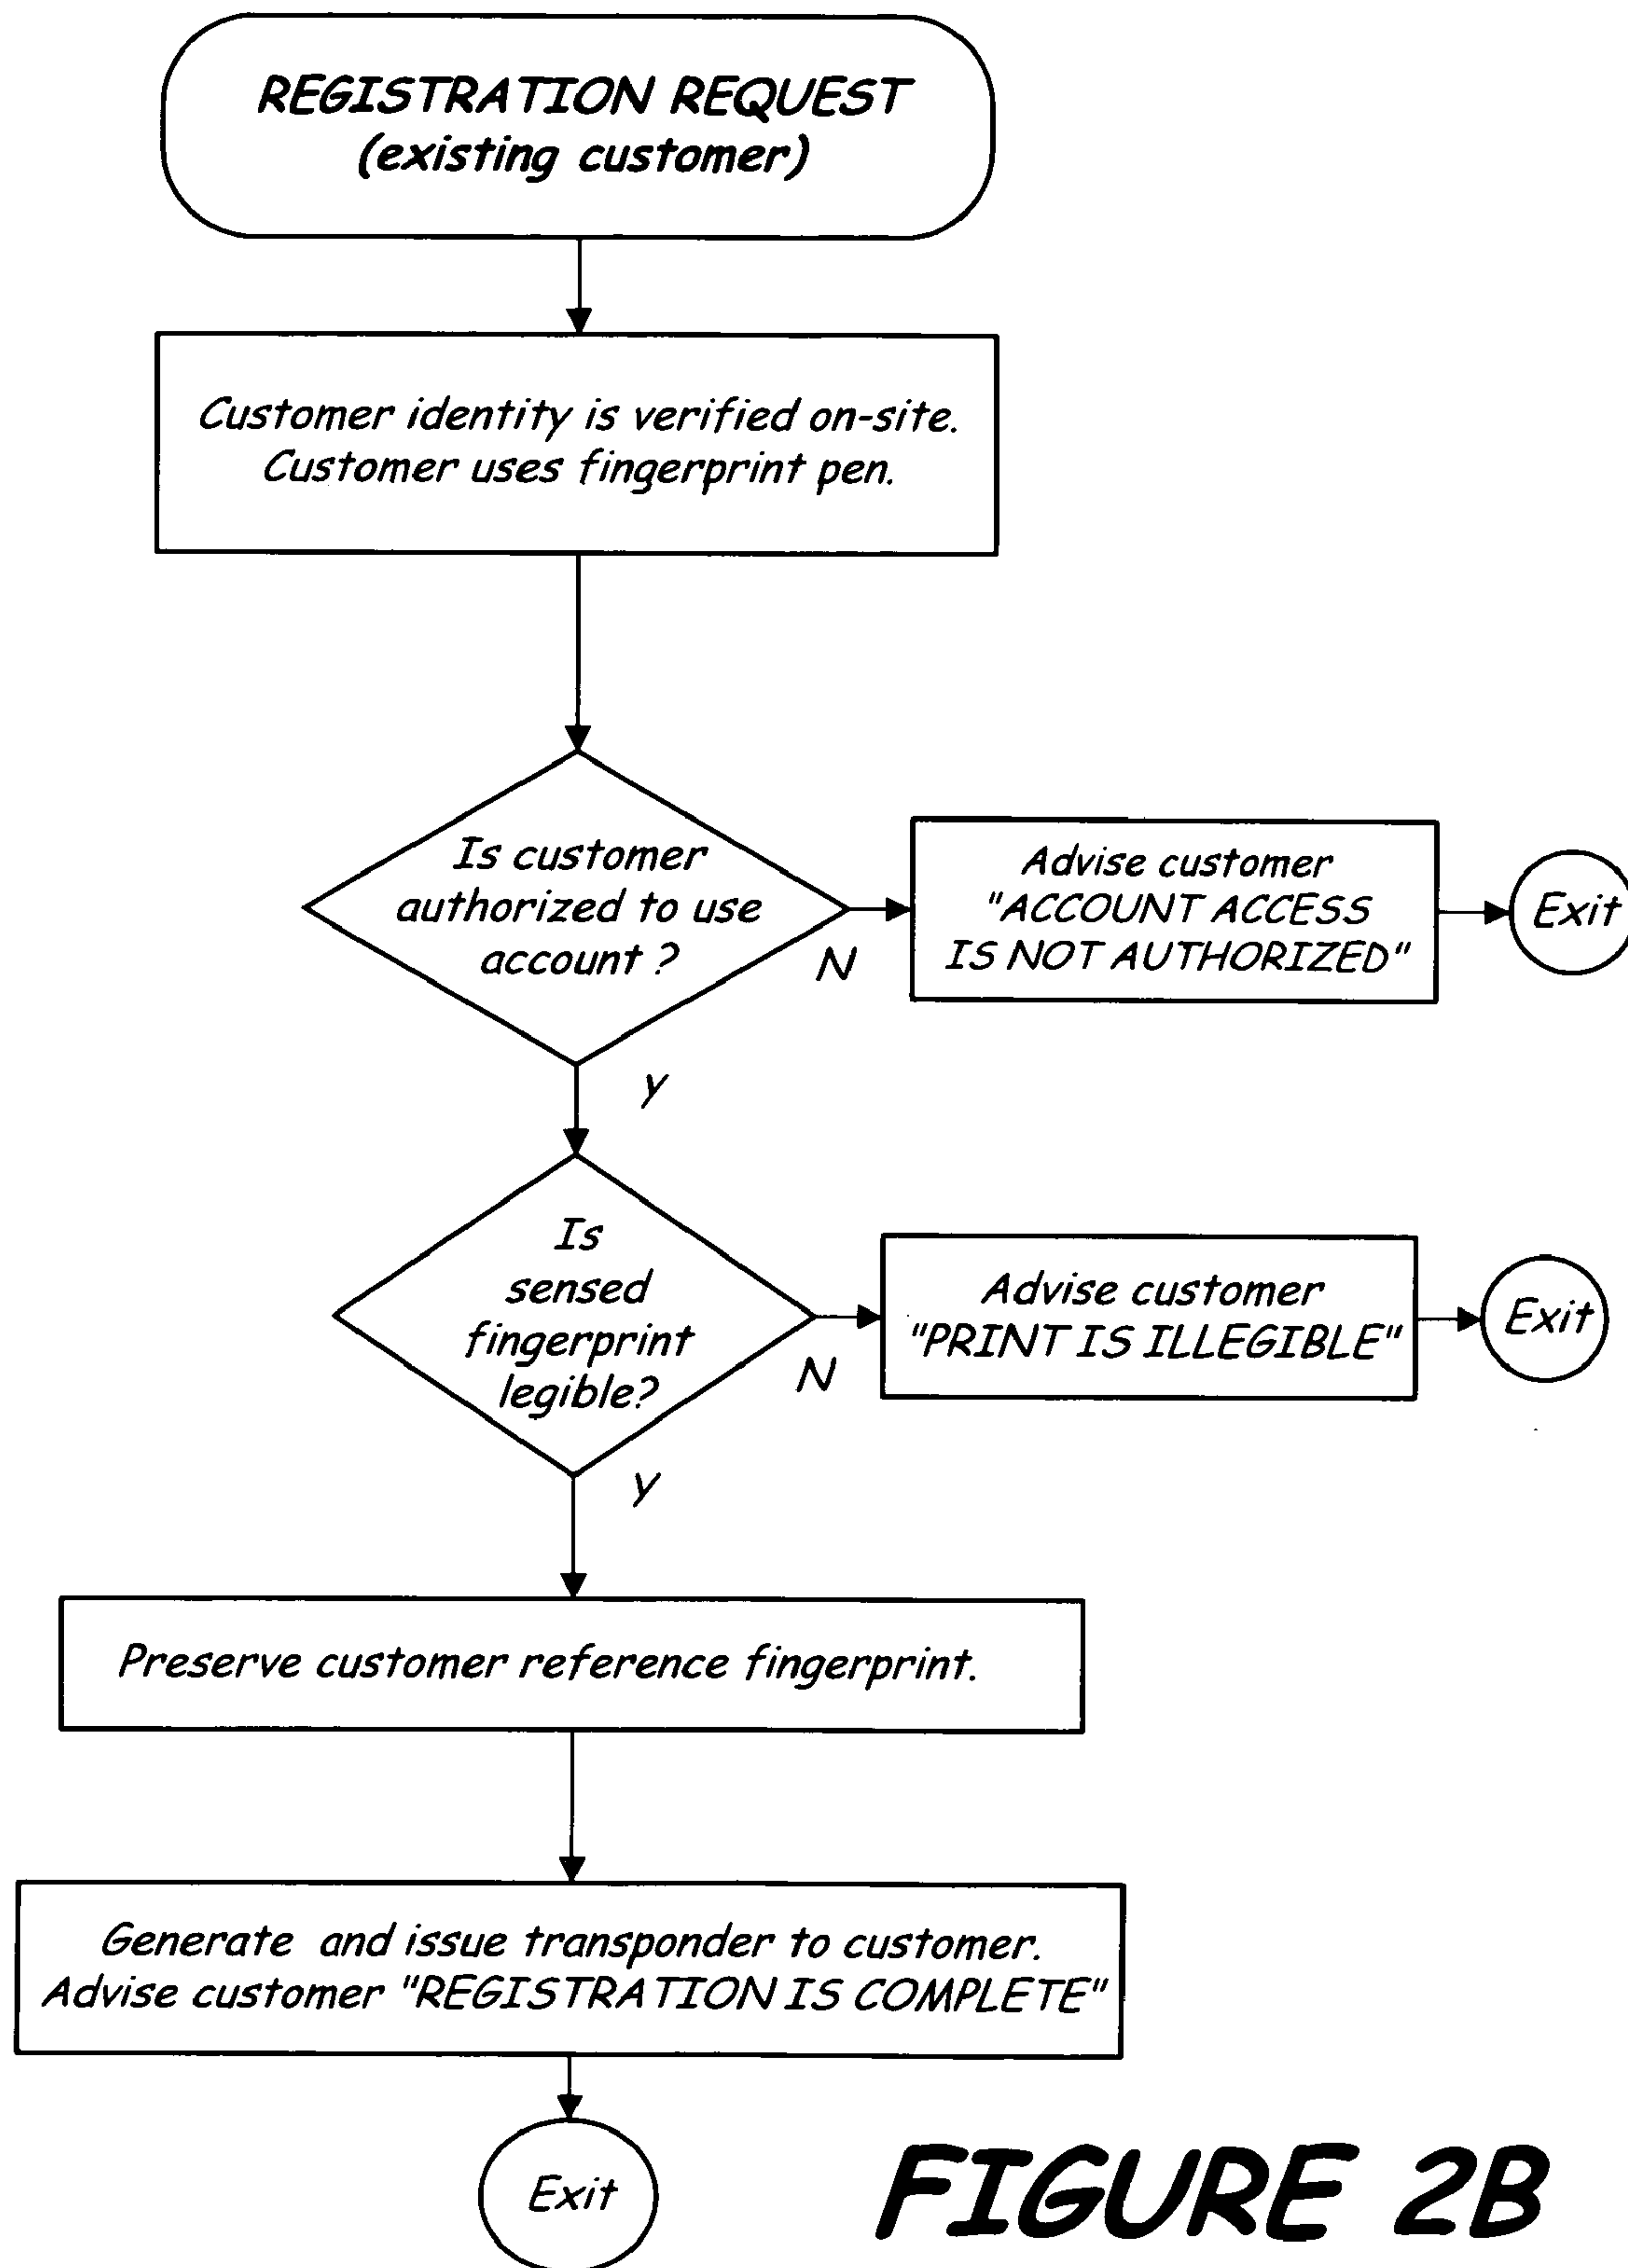 REGISTRATION REQUEST
(existing customer)
Customer identity is verified on-site.
Customer uses fingerprint pen.
Is customer
authorized to use
account ?
N
Advise customer
"ACCOUNT ACCESS
IS NOT AUTHORIZED"
Exit
y
Is
sensed
fingerprint
legible?
N
Advise customer
"PRINT IS ILLEGIBLE"
Exit
y
Preserve customer reference fingerprint.
Generate and issue transponder to customer.
Advise customer "REGISTRATION IS COMPLETE"
Exit
FIGURE 2B